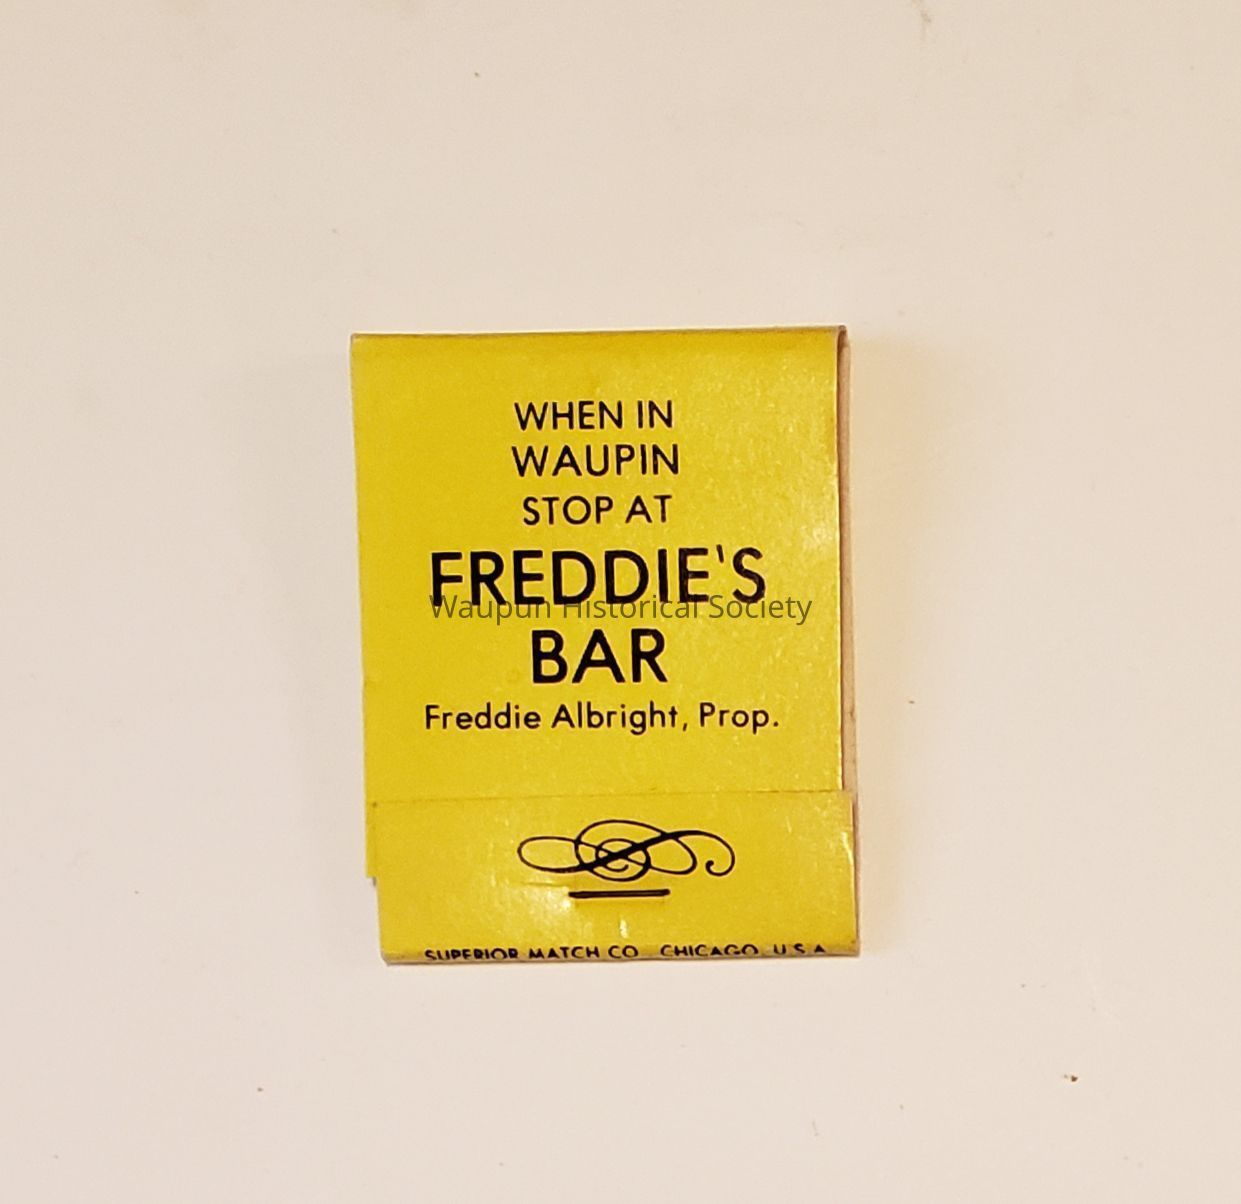 WHEN IN
WAUPIN
STOP AT
FREDDIE'S
Waupun Historical Society
BAR
Freddie Albright, Prop.
SUPERIOR MATCH CO. CHICAGO, U.S.A.